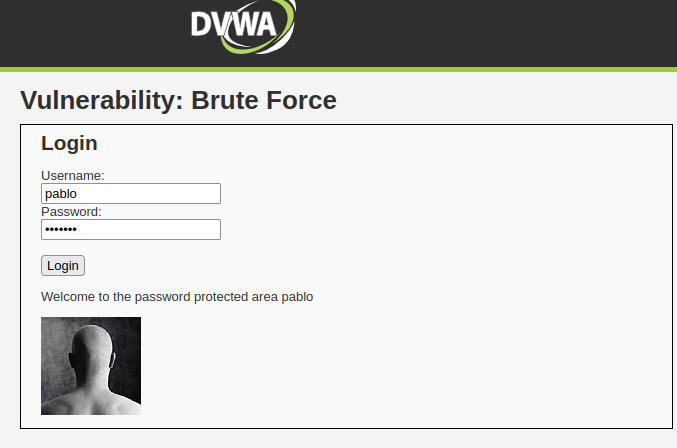 DVWA
Vulnerability: Brute Force
Login
Username:
pablo
Password:
•••••••
Login
Welcome to the password protected area pablo